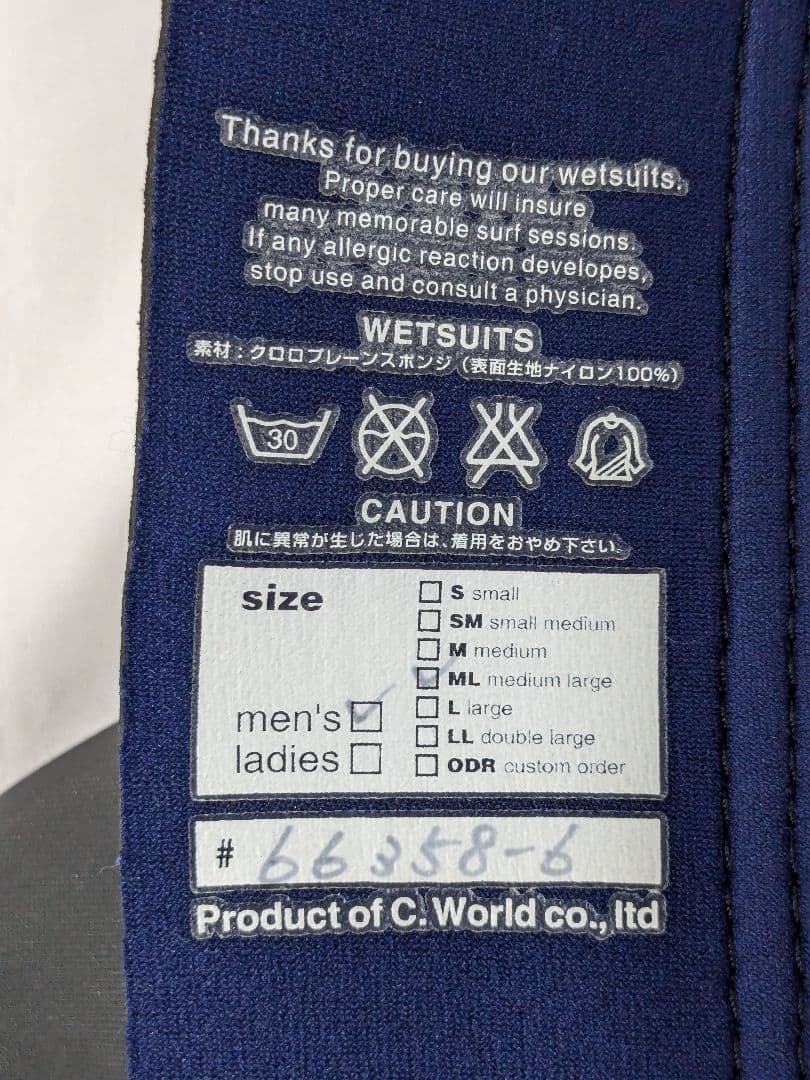 Thanks for buying our wetsuits.
Proper care will insure
many memorable surf sessions.
If any allergic reaction developes,
stop use and consult a physician.
WETSUITS
素材：クロロプレーンスポンジ（表面生地ナイロン100%）
30
CAUTION
肌に異常が生じた場合は、着用をおやめ下さい。
size
men's
ladies
S small
SM small medium
M medium
ML medium large
L large
LL double large
ODR custom order
# 66358-6
Product of C. World co., ltd